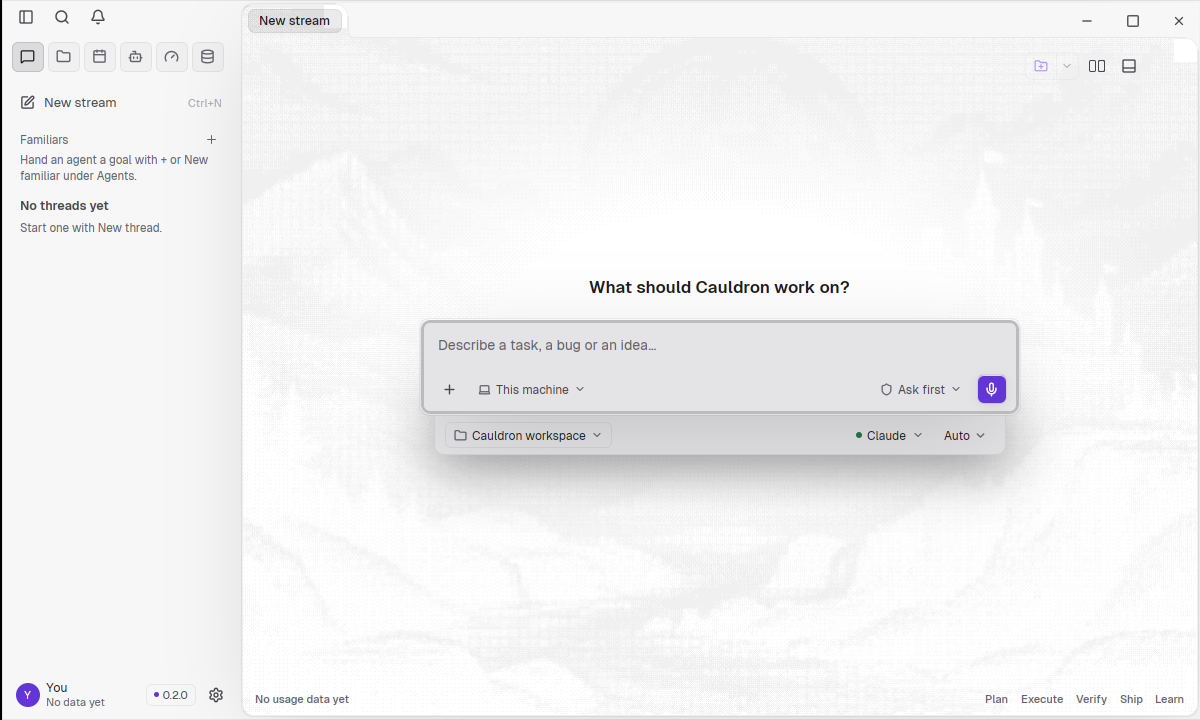 New stream
New stream
Ctrl+N
Familiars
Hand an agent a goal with + or New
familiar under Agents.
No threads yet
Start one with New thread.
What should Cauldron work on?
Describe a task, a bug or an idea...
This machine
Ask first
Cauldron workspace
Claude
Auto
Y
You
No data yet
0.2.0
No usage data yet
Plan
Execute
Verify
Ship
Learn